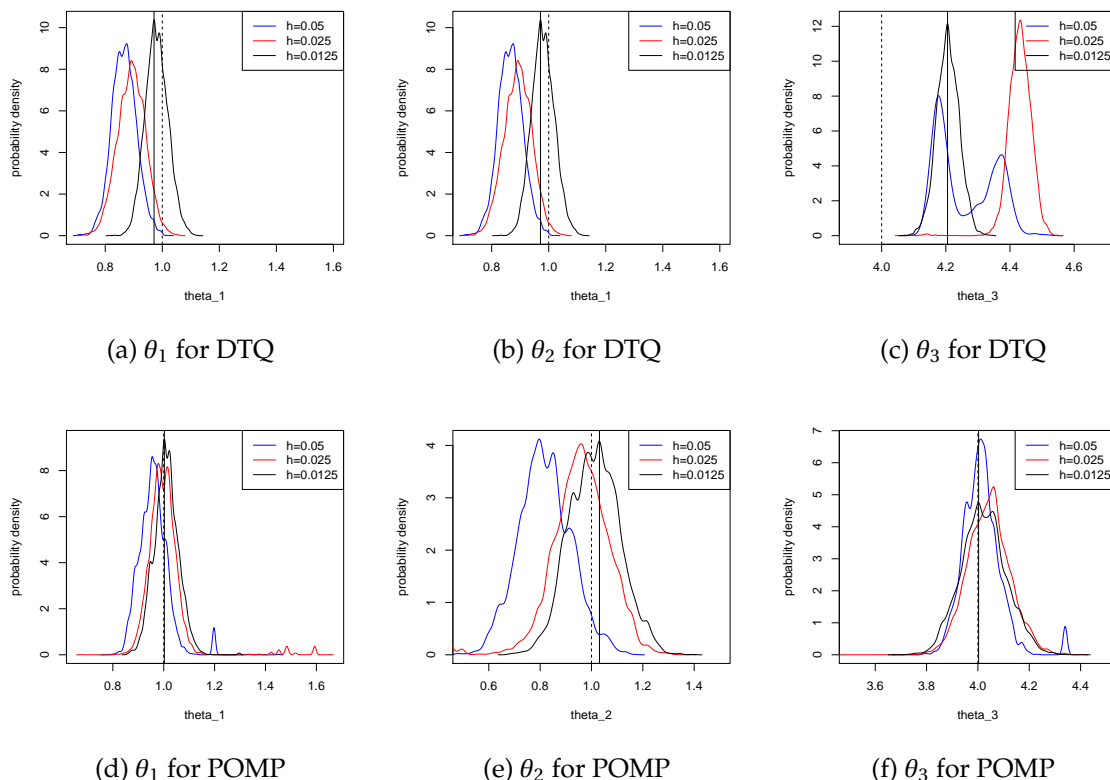 h=0.05
h=0.025
h=0.0125
probability density
0 2 4 6 8 10
0.8 1.0 1.2 1.4 1.6
theta_1
(a) θ1 for DTQ
h=0.05
h=0.025
h=0.0125
probability density
0 2 4 6 8 10
0.8 1.0 1.2 1.4 1.6
theta_1
(b) θ2 for DTQ
h=0.05
h=0.025
h=0.0125
probability density
0 2 4 6 8 10 12
4.0 4.2 4.4 4.6
theta_3
(c) θ3 for DTQ
h=0.05
h=0.025
h=0.0125
probability density
0 2 4 6 8
0.8 1.0 1.2 1.4 1.6
theta_1
(d) θ1 for POMP
h=0.05
h=0.025
h=0.0125
probability density
0 1 2 3 4
0.6 0.8 1.0 1.2 1.4
theta_2
(e) θ2 for POMP
h=0.05
h=0.025
h=0.0125
probability density
0 1 2 3 4 5 6 7
3.6 3.8 4.0 4.2 4.4
theta_3
(f) θ3 for POMP